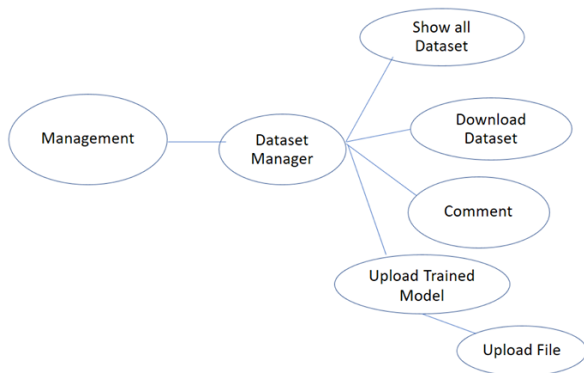 Show all
Dataset
Management
Dataset
Manager
Download
Dataset
Comment
Upload Trained
Model
Upload File